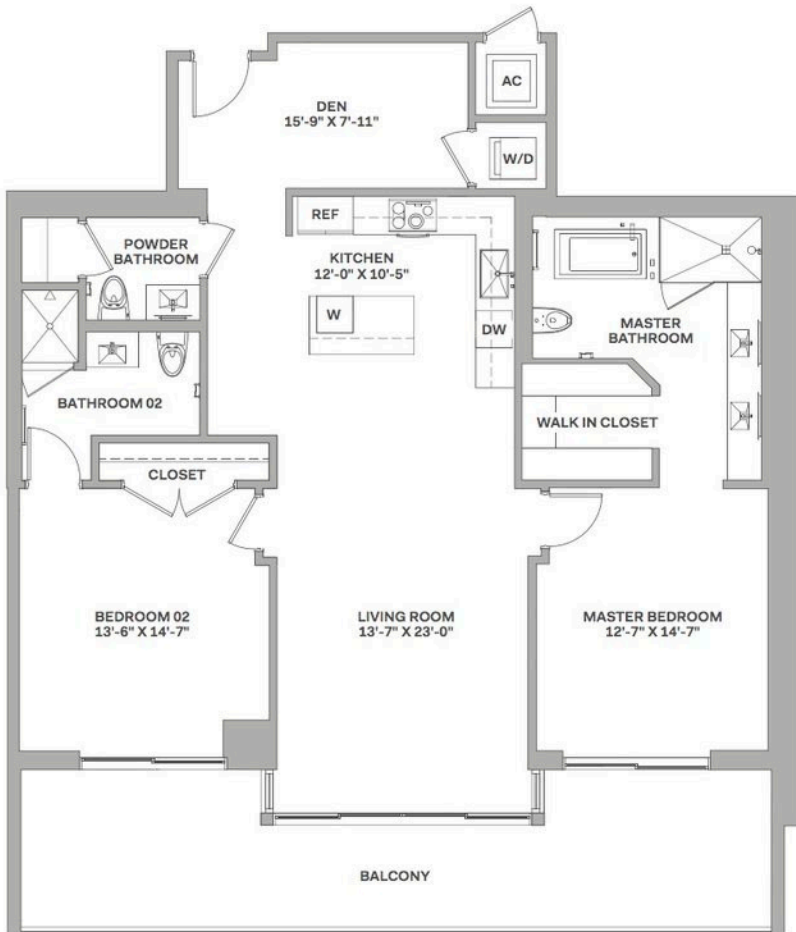 AC
DEN
15'-9" X 7'-11"
W/D
REF
POWDER
BATHROOM
KITCHEN
12'-0" X 10'-5"
W
DW
MASTER
BATHROOM
BATHROOM 02
WALK IN CLOSET
CLOSET
BEDROOM 02
13'-6" X 14'-7"
LIVING ROOM
13'-7" X 23'-0"
MASTER BEDROOM
12'-7" X 14'-7"
BALCONY